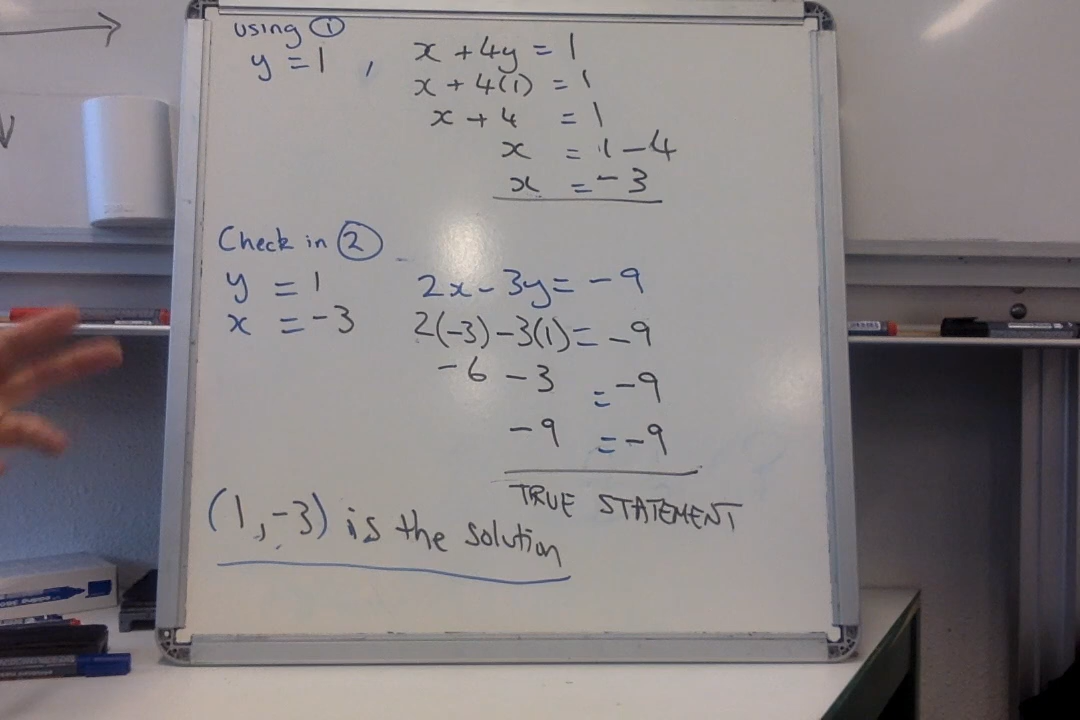 using ①
y = 1 , x + 4y = 1
x + 4(1) = 1
x + 4 = 1
x = 1 - 4
x = -3
Check in ②
y = 1 2x - 3y = -9
x = -3 2(-3) - 3(1) = -9
-6 - 3 = -9
-9 = -9
TRUE STATEMENT
(1, -3) is the solution